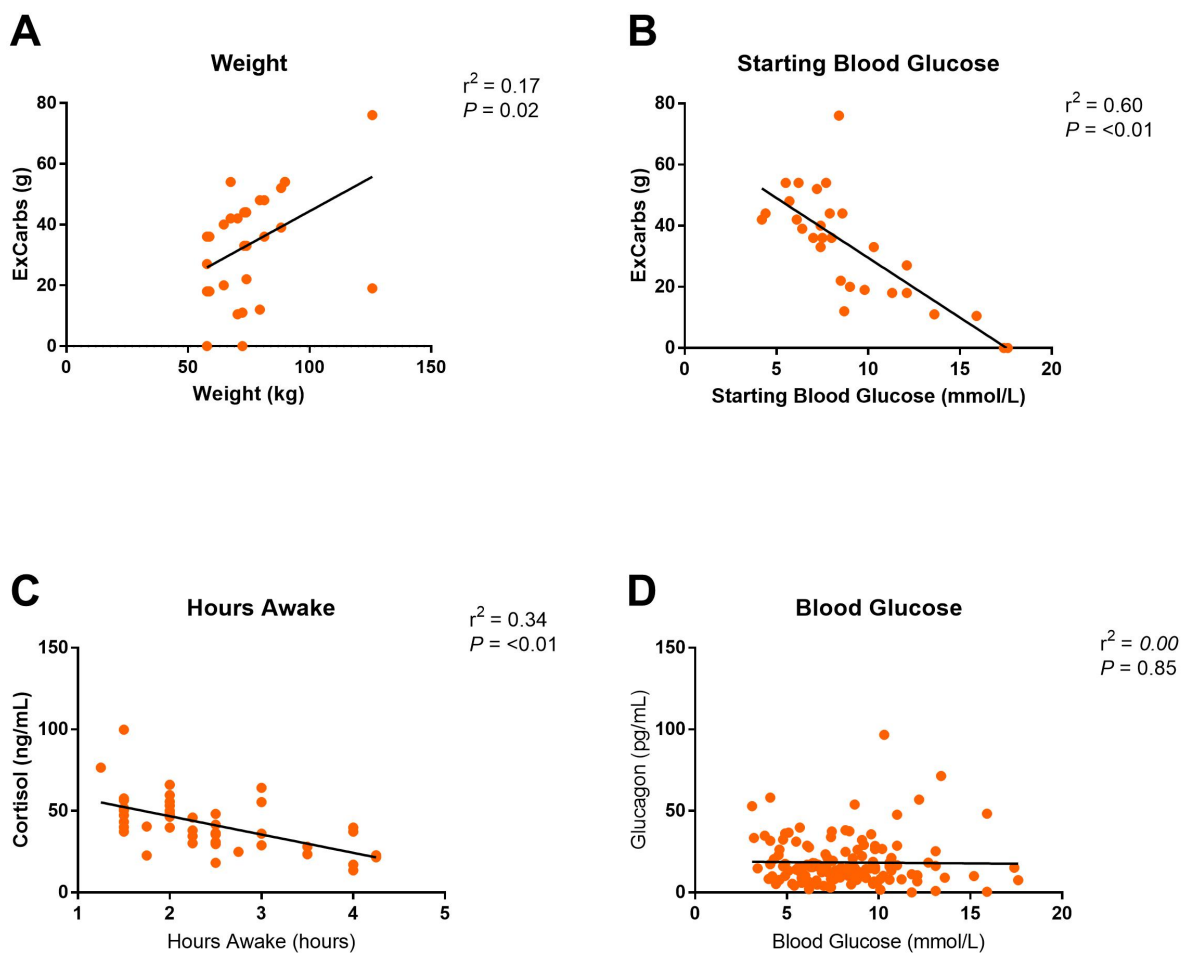 A
Weight
r² = 0.17
P = 0.02
80
60
40
20
0
ExCarbs (g)
0 50 100 150
Weight (kg)
B
Starting Blood Glucose
r² = 0.60
P = <0.01
80
60
40
20
0
ExCarbs (g)
0 5 10 15 20
Starting Blood Glucose (mmol/L)
C
Hours Awake
r² = 0.34
P = <0.01
150
100
50
0
Cortisol (ng/mL)
1 2 3 4 5
Hours Awake (hours)
D
Blood Glucose
r² = 0.00
P = 0.85
150
100
50
0
Glucagon (pg/mL)
0 5 10 15 20
Blood Glucose (mmol/L)